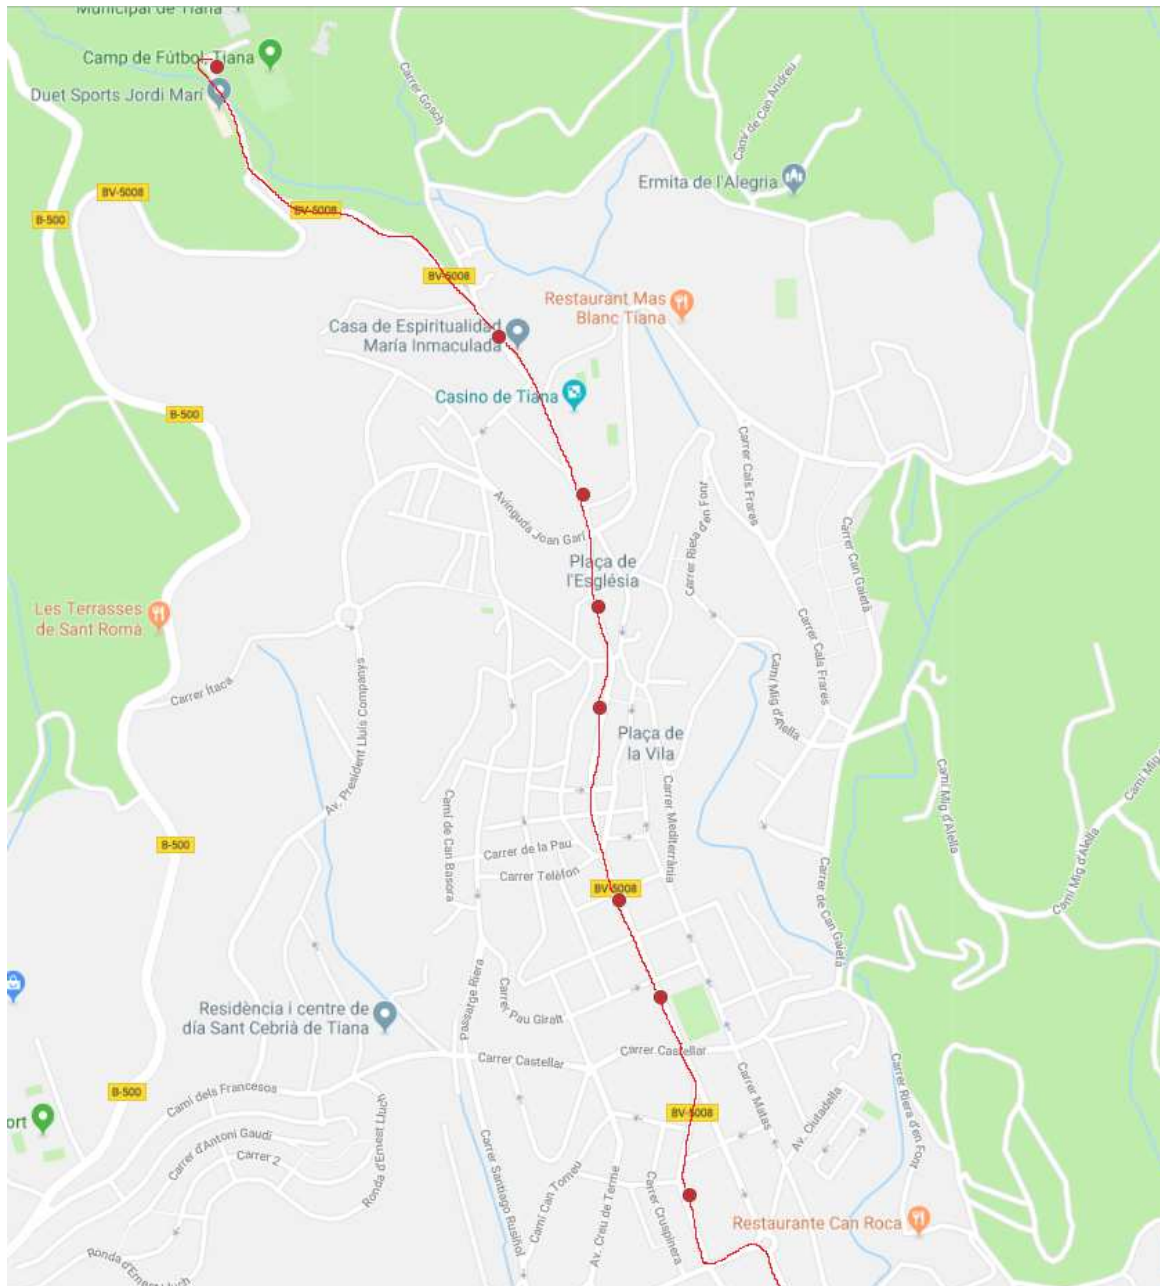 Municipal de Tiana
Camp de Fútbol, Tiana
Duet Sports Jordi Marí
Carrer Gosch
Camí de Can Andreu
Ermita de l'Alegria
BV-5008
B-500
BV-5008
BV-5008
Restaurant Mas
Blanc Tiana
Casa de Espiritualidad
María Inmaculada
Casino de Tiana
B-500
Carrer Cals Frares
Avinguda Joan Garí
Carrer Riera d'en Font
Carrer Can Gaietà
Plaça de
l'Església
Les Terrasses
de Sant Romà
Carrer Ítaca
Av. President Lluís Companys
Carrer Cals Frares
Camí Mig d'Alella
Plaça de
la Vila
Camí Mig d'Alella
Camí Mig
Camí de Can Basora
Carrer Mediterrània
B-500
Carrer de la Pau
Carrer Telèfon
BV-5008
Camí Mig d'Alella
Carrer de Can Gaietà
Passatge Riera
Carrer Pau Giralt
Residència i centre de
día Sant Cebrià de Tiana
Carrer Castellar
Carrer Castellar
B-500
Camí dels Francesos
Carrer Matas
Av. Ciutadella
Carrer Riera d'en Font
BV-5008
ort
Carrer d'Antoni Gaudí
Carrer 2
Ronda d'Ernest Lluch
Carrer Santiago Rusiñol
Camí Can Torneu
Av. Creu de Terme
Carrer Cruspinera
Restaurante Can Roca
Ronda d'Ernest Lluch